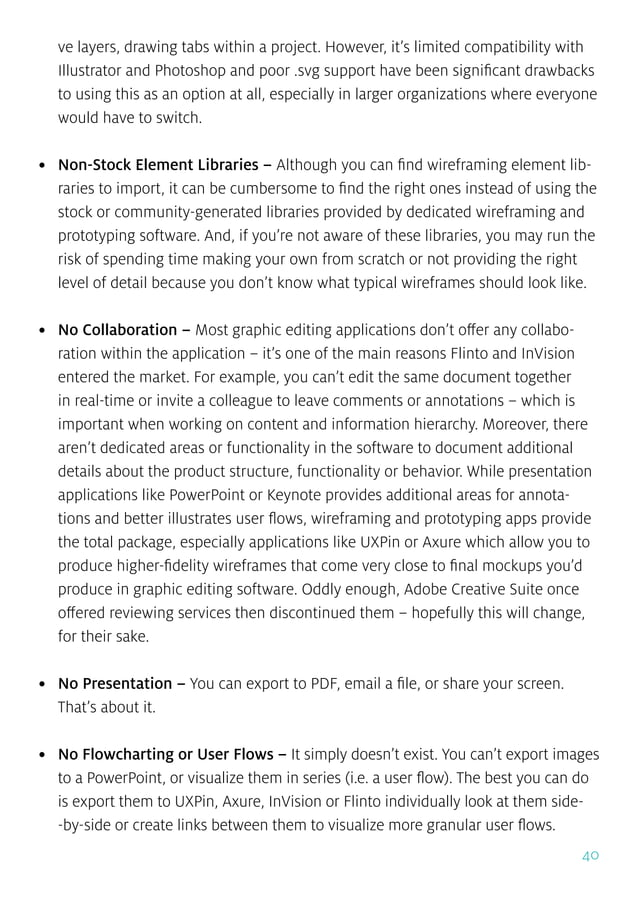 ve layers, drawing tabs within a project. However, it’s limited compatibility with
Illustrator and Photoshop and poor .svg support have been significant drawbacks
to using this as an option at all, especially in larger organizations where everyone
would have to switch.
• Non-Stock Element Libraries – Although you can find wireframing element lib-
raries to import, it can be cumbersome to find the right ones instead of using the
stock or community-generated libraries provided by dedicated wireframing and
prototyping software. And, if you’re not aware of these libraries, you may run the
risk of spending time making your own from scratch or not providing the right
level of detail because you don’t know what typical wireframes should look like.
• No Collaboration – Most graphic editing applications don’t offer any collabo-
ration within the application – it’s one of the main reasons Flinto and InVision
entered the market. For example, you can’t edit the same document together
in real-time or invite a colleague to leave comments or annotations – which is
important when working on content and information hierarchy. Moreover, there
aren’t dedicated areas or functionality in the software to document additional
details about the product structure, functionality or behavior. While presentation
applications like PowerPoint or Keynote provides additional areas for annota-
tions and better illustrates user flows, wireframing and prototyping apps provide
the total package, especially applications like UXPin or Axure which allow you to
produce higher-fidelity wireframes that come very close to final mockups you’d
produce in graphic editing software. Oddly enough, Adobe Creative Suite once
offered reviewing services then discontinued them – hopefully this will change,
for their sake.
• No Presentation – You can export to PDF, email a file, or share your screen.
That’s about it.
• No Flowcharting or User Flows – It simply doesn’t exist. You can’t export images
to a PowerPoint, or visualize them in series (i.e. a user flow). The best you can do
is export them to UXPin, Axure, InVision or Flinto individually look at them side-
-by-side or create links between them to visualize more granular user flows.
40